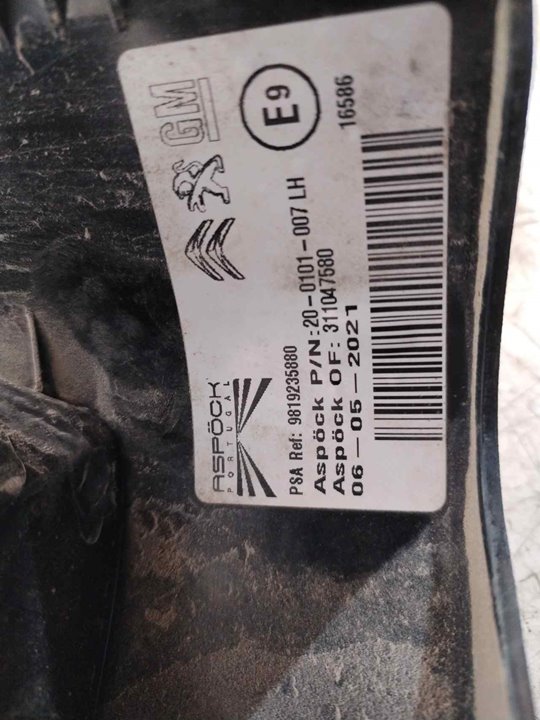 ASPÖCK
PORTUGAL
GM
E9
PSA Ref: 9819235880
Aspöck P/N:20-0101-007 LH
Aspöck OF: 311047580
06-05-2021
16586